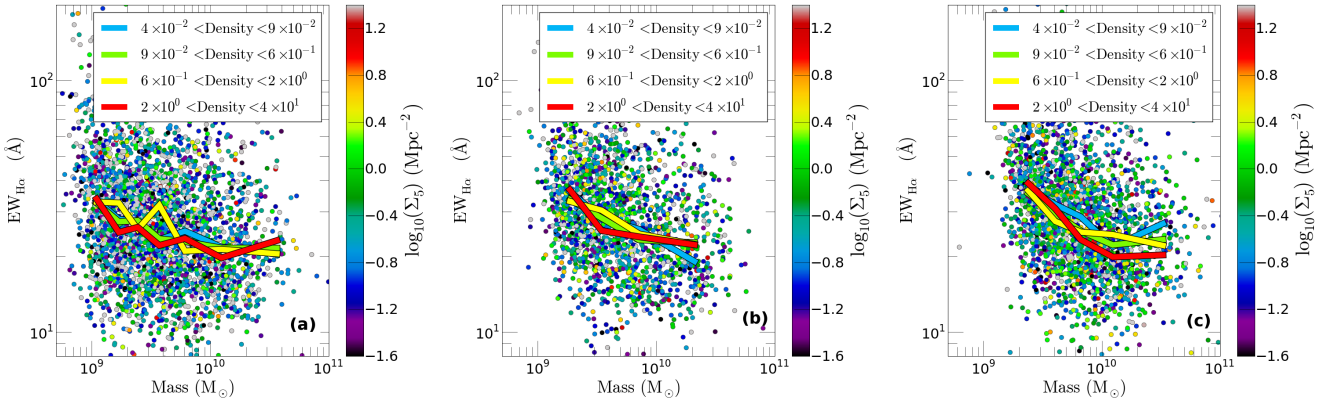 4×10⁻² <Density<9×10⁻²
9×10⁻² <Density<6×10⁻¹
6×10⁻¹ <Density<2×10⁰
2×10⁰ <Density<4×10¹
10²
10¹
EW_Hα (Å)
(a)
10⁹ 10¹⁰ 10¹¹
Mass (M_⊙)
1.2
0.8
0.4
0.0
−0.4
−0.8
−1.2
−1.6
log₁₀(Σ₅) (Mpc⁻²)
4×10⁻² <Density<9×10⁻²
9×10⁻² <Density<6×10⁻¹
6×10⁻¹ <Density<2×10⁰
2×10⁰ <Density<4×10¹
10²
10¹
EW_Hα (Å)
(b)
10⁹ 10¹⁰ 10¹¹
Mass (M_⊙)
1.2
0.8
0.4
0.0
−0.4
−0.8
−1.2
−1.6
log₁₀(Σ₅) (Mpc⁻²)
4×10⁻² <Density<9×10⁻²
9×10⁻² <Density<6×10⁻¹
6×10⁻¹ <Density<2×10⁰
2×10⁰ <Density<4×10¹
10²
10¹
EW_Hα (Å)
(c)
10⁹ 10¹⁰ 10¹¹
Mass (M_⊙)
1.2
0.8
0.4
0.0
−0.4
−0.8
−1.2
−1.6
log₁₀(Σ₅) (Mpc⁻²)